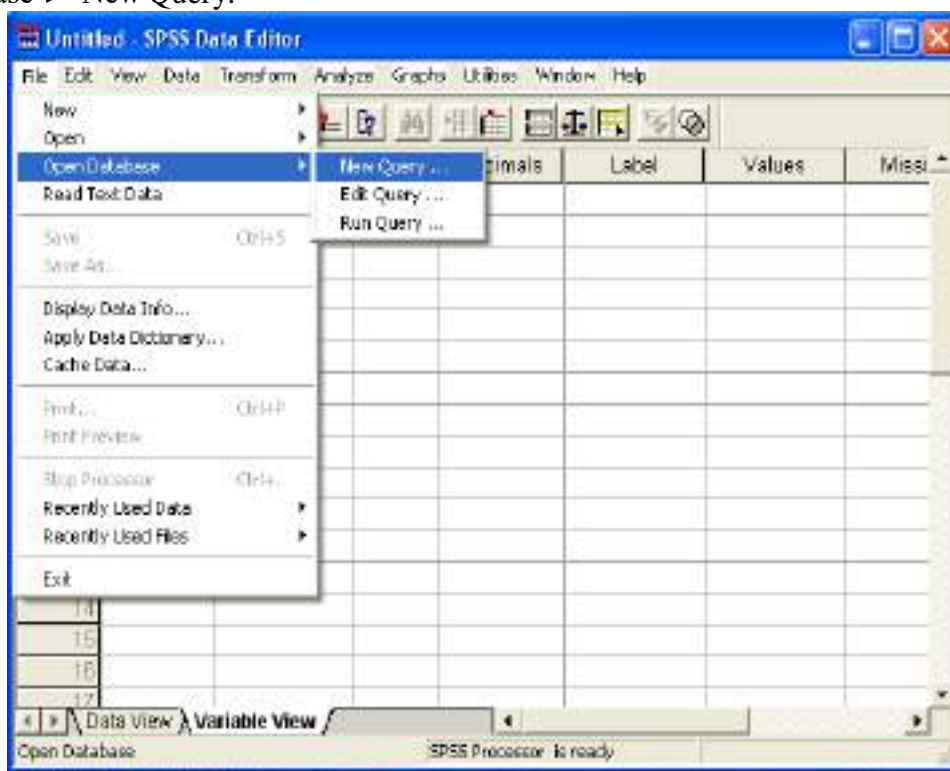 ase > New Query.
Untitled - SPSS Data Editor
File Edit View Data Transform Analyze Graphs Utilities Window Help
New
Open
Open Database
Read Text Data
Save Ctrl+S
Save As...
Display Data Info...
Apply Data Dictionary...
Cache Data...
Print... Ctrl+P
Print Preview
Stop Processor Ctrl+.
Recently Used Data
Recently Used Files
Exit
New Query ...
Edit Query ...
Run Query ...
cimals Label Values Missi
14
15
16
17
Data View Variable View
Open Database SPSS Processor is ready